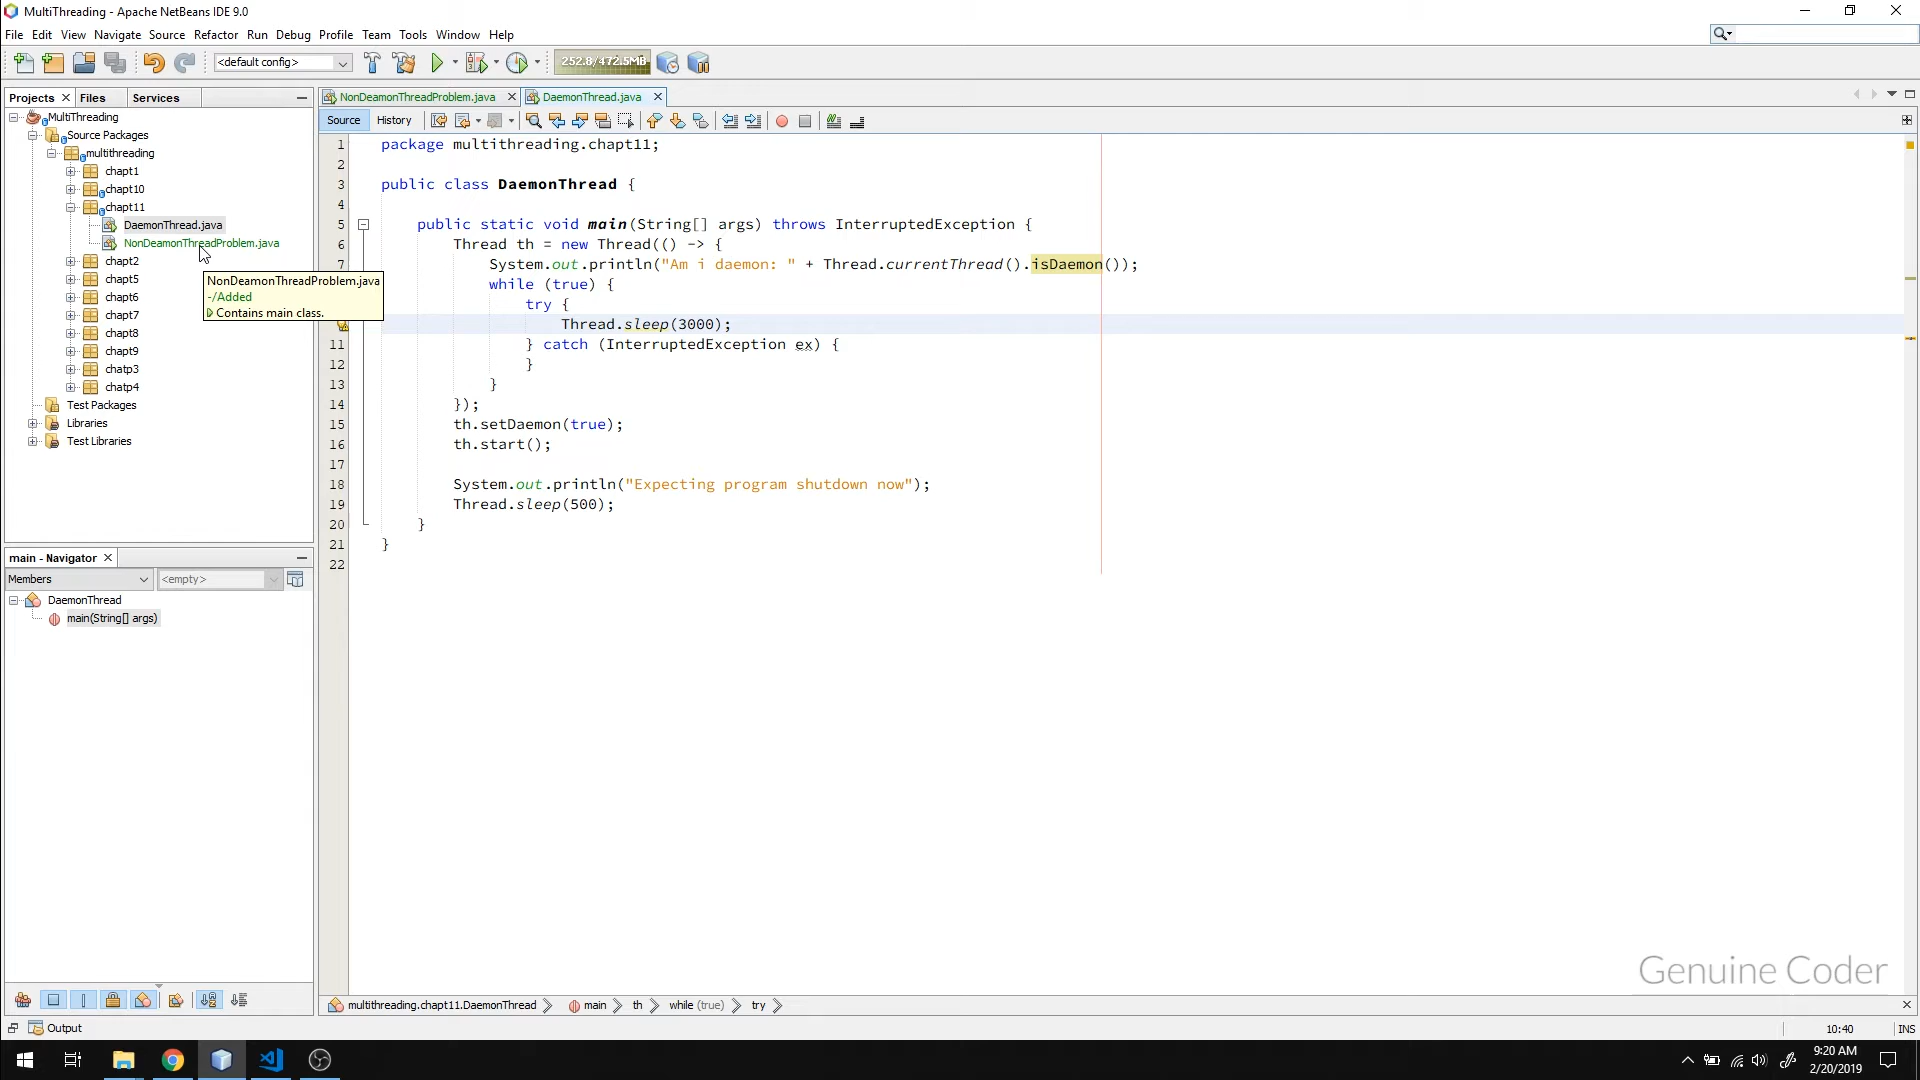 MultiThreading - Apache NetBeans IDE 9.0
File Edit View Navigate Source Refactor Run Debug Profile Team Tools Window Help
<default config>
252.8/472.5MB
Projects Files Services
MultiThreading
Source Packages
multithreading
chapt1
chapt10
chapt11
DaemonThread.java
NonDeamonThreadProblem.java
chapt2
chapt5
chapt6
chapt7
chapt8
chapt9
chatp3
chatp4
Test Packages
Libraries
Test Libraries
NonDeamonThreadProblem.java
-/Added
Contains main class.
main - Navigator
Members <empty>
DaemonThread
main(String[] args)
NonDeamonThreadProblem.java DaemonThread.java
Source History
1 package multithreading.chapt11;
2
3 public class DaemonThread {
4
5 public static void main(String[] args) throws InterruptedException {
6 Thread th = new Thread(() -> {
7 System.out.println("Am i daemon: " + Thread.currentThread().isDaemon());
while (true) {
try {
Thread.sleep(3000);
11 } catch (InterruptedException ex) {
12 }
13 }
14 });
15 th.setDaemon(true);
16 th.start();
17
18 System.out.println("Expecting program shutdown now");
19 Thread.sleep(500);
20 }
21 }
22
Genuine Coder
multithreading.chapt11.DaemonThread main th while (true) try
Output
10:40 INS
9:20 AM
2/20/2019